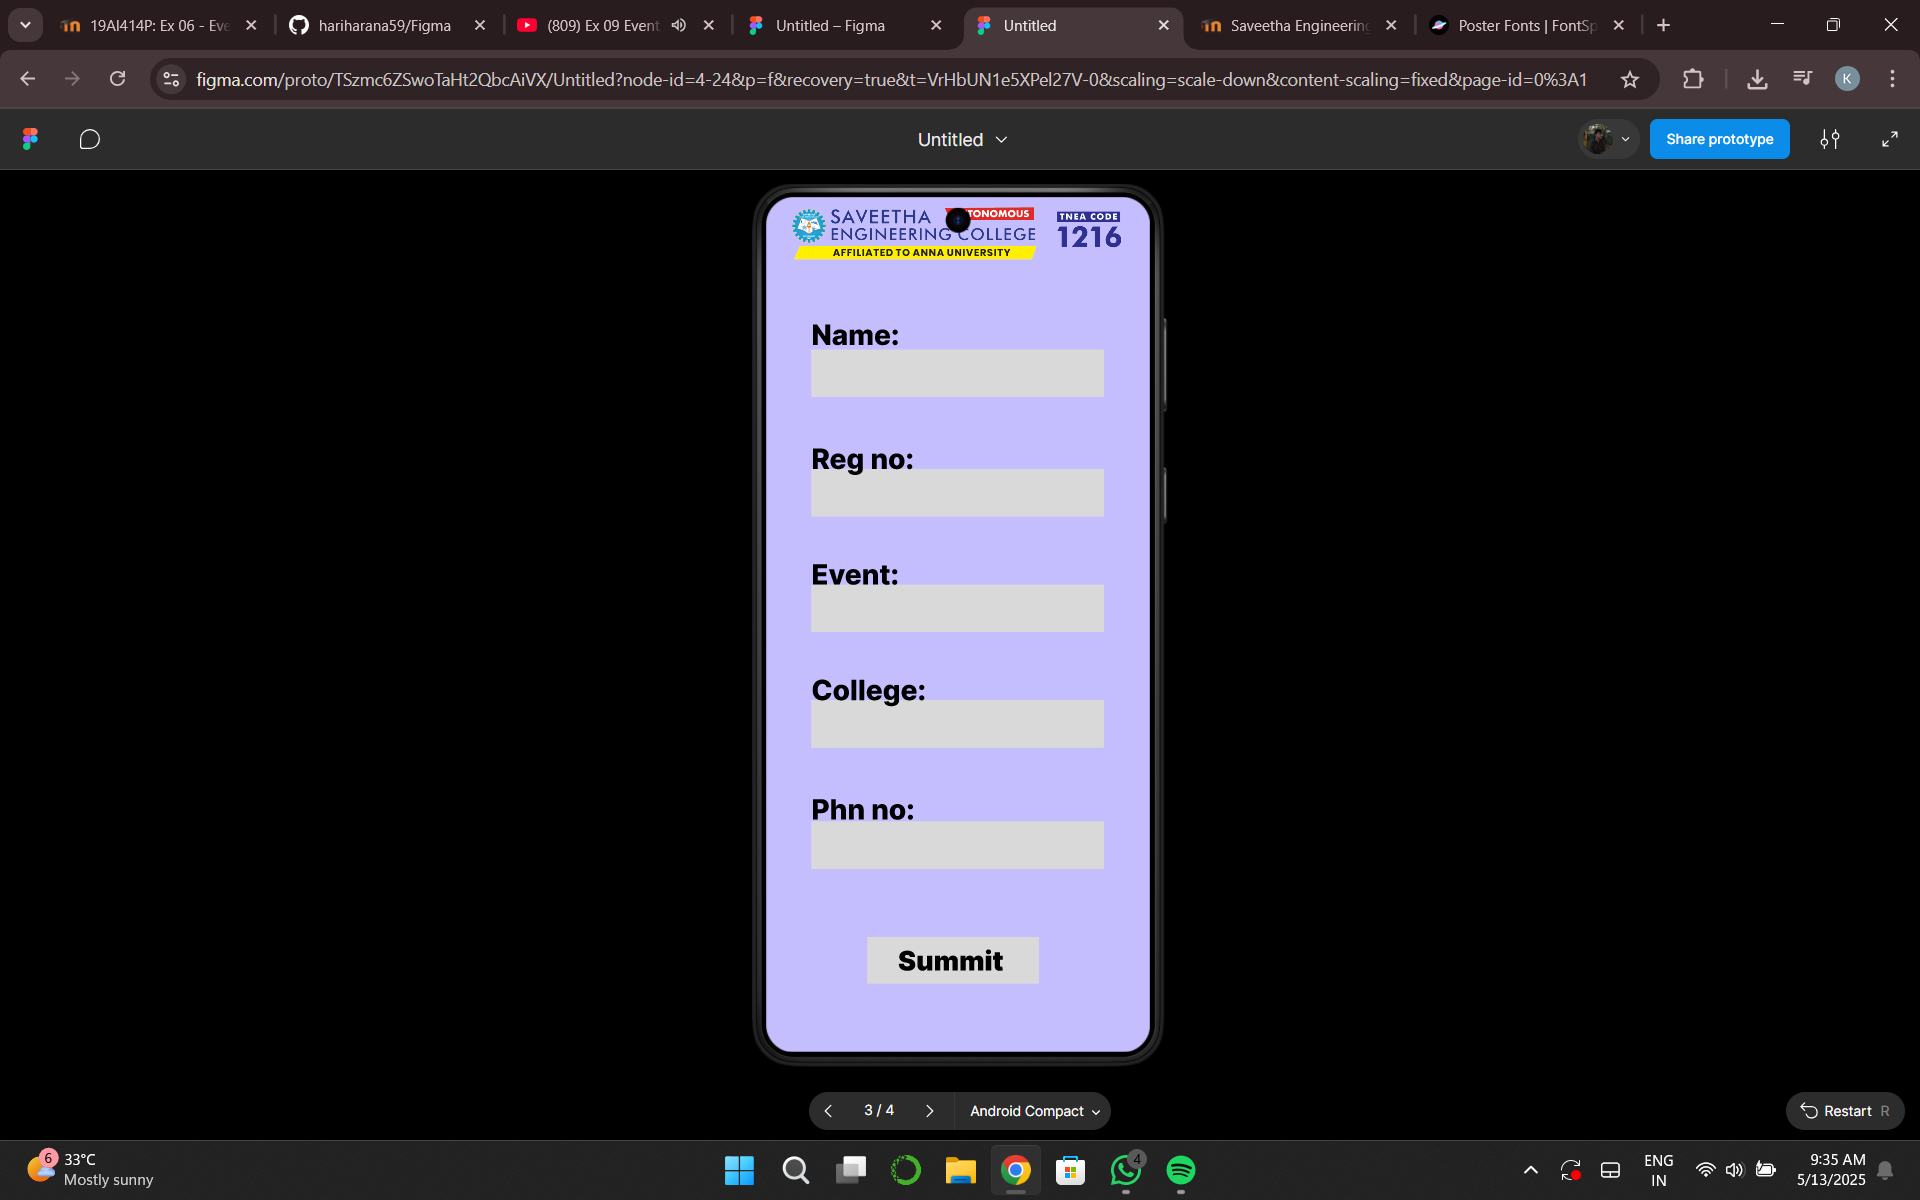 19AI414P: Ex 06 - Eve
hariharana59/Figma
(809) Ex 09 Event
Untitled – Figma
Untitled
Saveetha Engineering
Poster Fonts | FontSp
figma.com/proto/TSzmc6ZSwoTaHt2QbcAiVX/Untitled?node-id=4-24&p=f&recovery=true&t=VrHbUN1e5XPel27V-0&scaling=scale-down&content-scaling=fixed&page-id=0%3A1
K
Untitled
Share prototype
SAVEETHA TONOMOUS
ENGINEERING COLLEGE
AFFILIATED TO ANNA UNIVERSITY
TNEA CODE
1216
Name:
Reg no:
Event:
College:
Phn no:
Summit
3 / 4
Android Compact
Restart R
6
33°C
Mostly sunny
4
ENG
IN
9:35 AM
5/13/2025